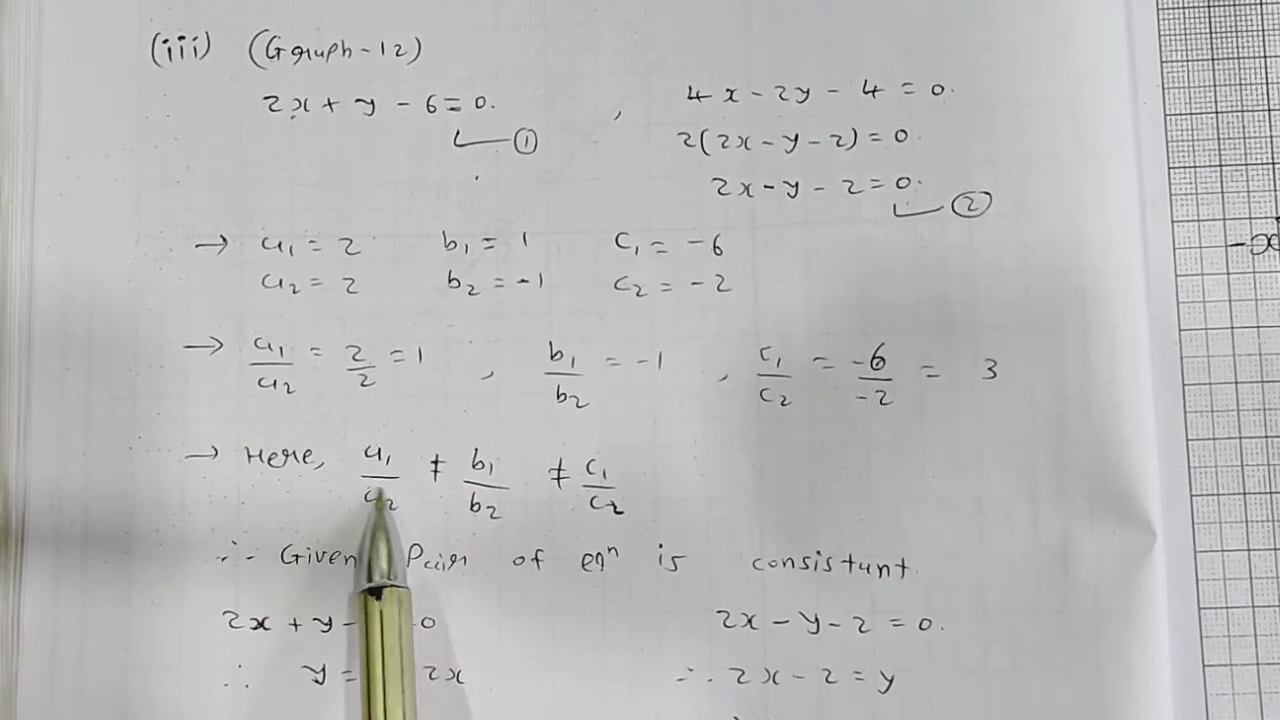 (iii) (Graph-12)
2x + y - 6 = 0. , 4x - 2y - 4 = 0.
① 2(2x - y - 2) = 0.
2x - y - 2 = 0.
②
→ a₁ = 2 b₁ = 1 c₁ = -6
a₂ = 2 b₂ = -1 c₂ = -2
→ a₁/a₂ = 2/2 = 1 , b₁/b₂ = -1 , c₁/c₂ = -6/-2 = 3
→ Here, a₁/a₂ ≠ b₁/b₂ ≠ c₁/c₂
∴ Given Pair of eqⁿ is consistant.
2x + y - 0 2x - y - 2 = 0.
∴ y = 2x ∴ 2x - 2 = y
-x